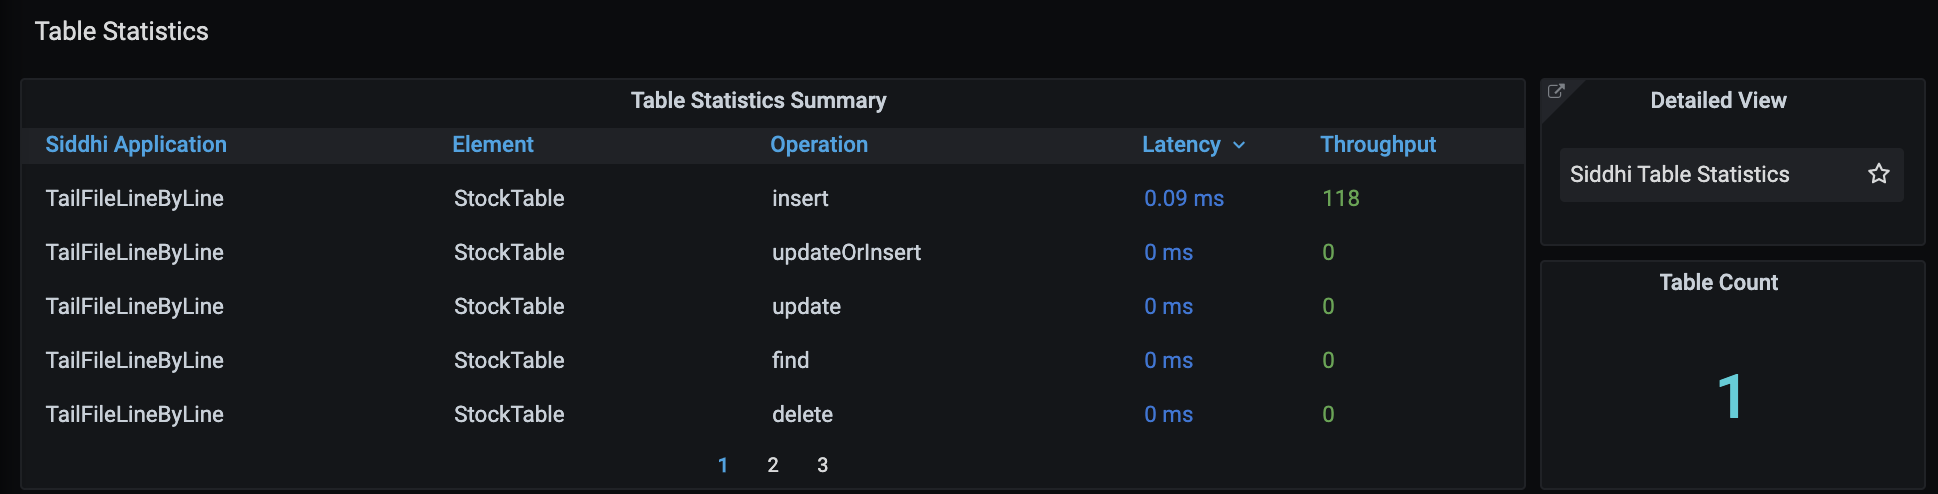 Table Statistics
Table Statistics Summary
Siddhi Application Element Operation Latency Throughput
TailFileLineByLine StockTable insert 0.09 ms 118
TailFileLineByLine StockTable updateOrInsert 0 ms 0
TailFileLineByLine StockTable update 0 ms 0
TailFileLineByLine StockTable find 0 ms 0
TailFileLineByLine StockTable delete 0 ms 0
1 2 3
Detailed View
Siddhi Table Statistics
Table Count
1